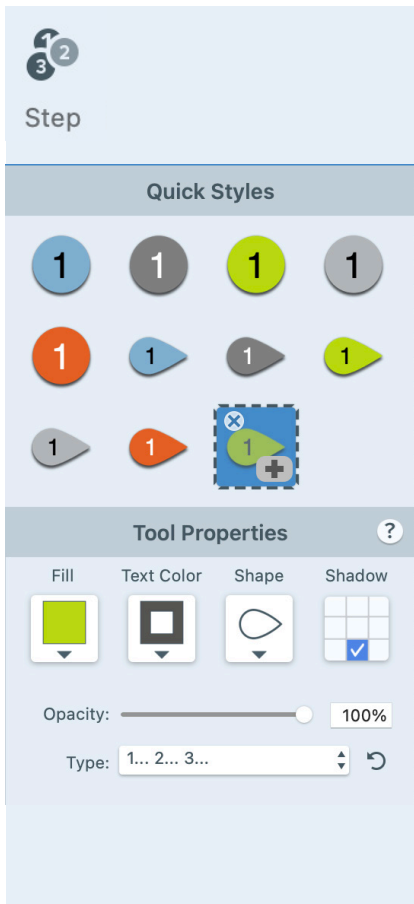 1 2
3
Step
Quick Styles
1 1 1 1
1 1 1 1
1 1 1
Tool Properties ?
Fill Text Color Shape Shadow
Opacity: 100%
Type: 1... 2... 3...